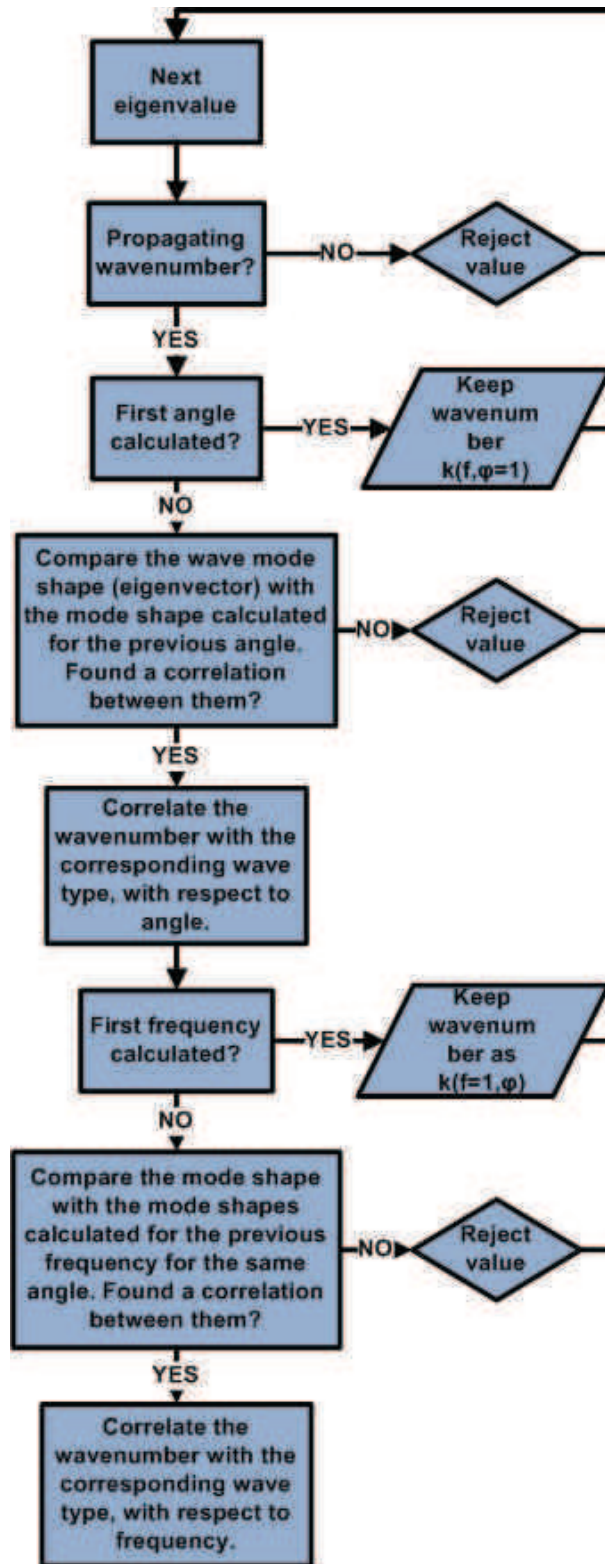 Next
eigenvalue
Propagating
wavenumber?
NO
Reject
value
YES
First angle
calculated?
YES
Keep
wavenum
ber
k(f,φ=1)
NO
Compare the wave mode
shape (eigenvector) with
the mode shape calculated
for the previous angle.
Found a correlation
between them?
NO
Reject
value
YES
Correlate the
wavenumber with the
corresponding wave
type, with respect to
angle.
First frequency
calculated?
YES
Keep
wavenum
ber as
k(f=1,φ)
NO
Compare the mode shape
with the mode shapes
calculated for the previous
frequency for the same
angle. Found a correlation
between them?
NO
Reject
value
YES
Correlate the
wavenumber with the
corresponding wave
type, with respect to
frequency.